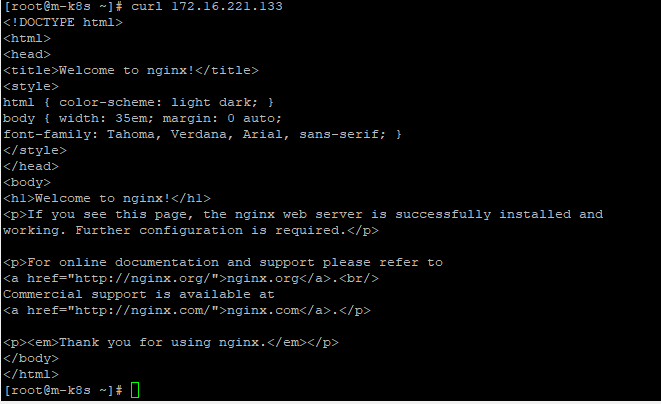 [root@m-k8s ~]# curl 172.16.221.133
<!DOCTYPE html>
<html>
<head>
<title>Welcome to nginx!</title>
<style>
html { color-scheme: light dark; }
body { width: 35em; margin: 0 auto;
font-family: Tahoma, Verdana, Arial, sans-serif; }
</style>
</head>
<body>
<h1>Welcome to nginx!</h1>
<p>If you see this page, the nginx web server is successfully installed and
working. Further configuration is required.</p>

<p>For online documentation and support please refer to
<a href="http://nginx.org/">nginx.org</a>.<br/>
Commercial support is available at
<a href="http://nginx.com/">nginx.com</a>.</p>

<p><em>Thank you for using nginx.</em></p>
</body>
</html>
[root@m-k8s ~]#